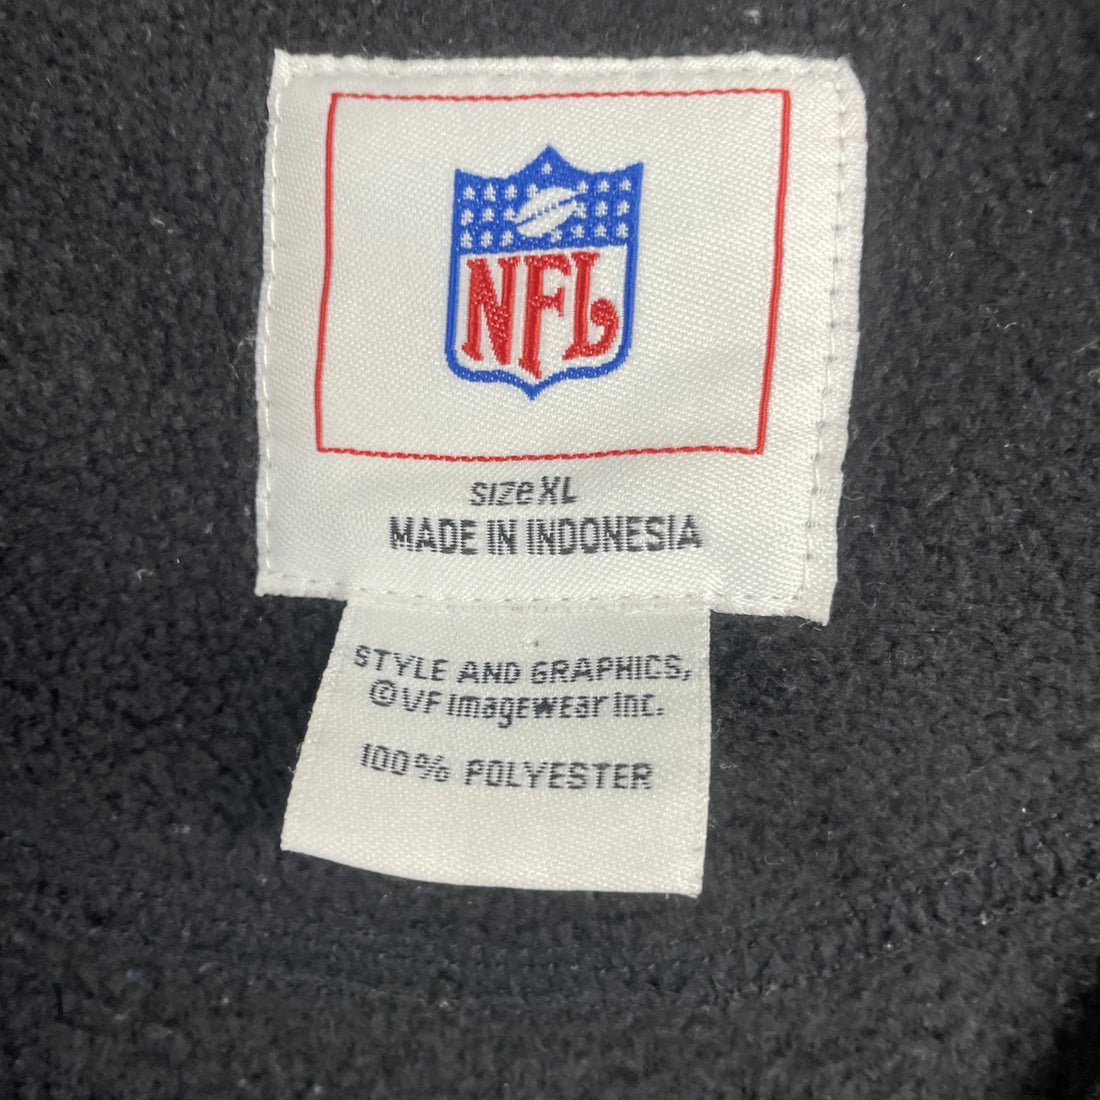 NFL
SIZE XL
MADE IN INDONESIA
STYLE AND GRAPHICS,
©VF Imagewear Inc.
100% POLYESTER